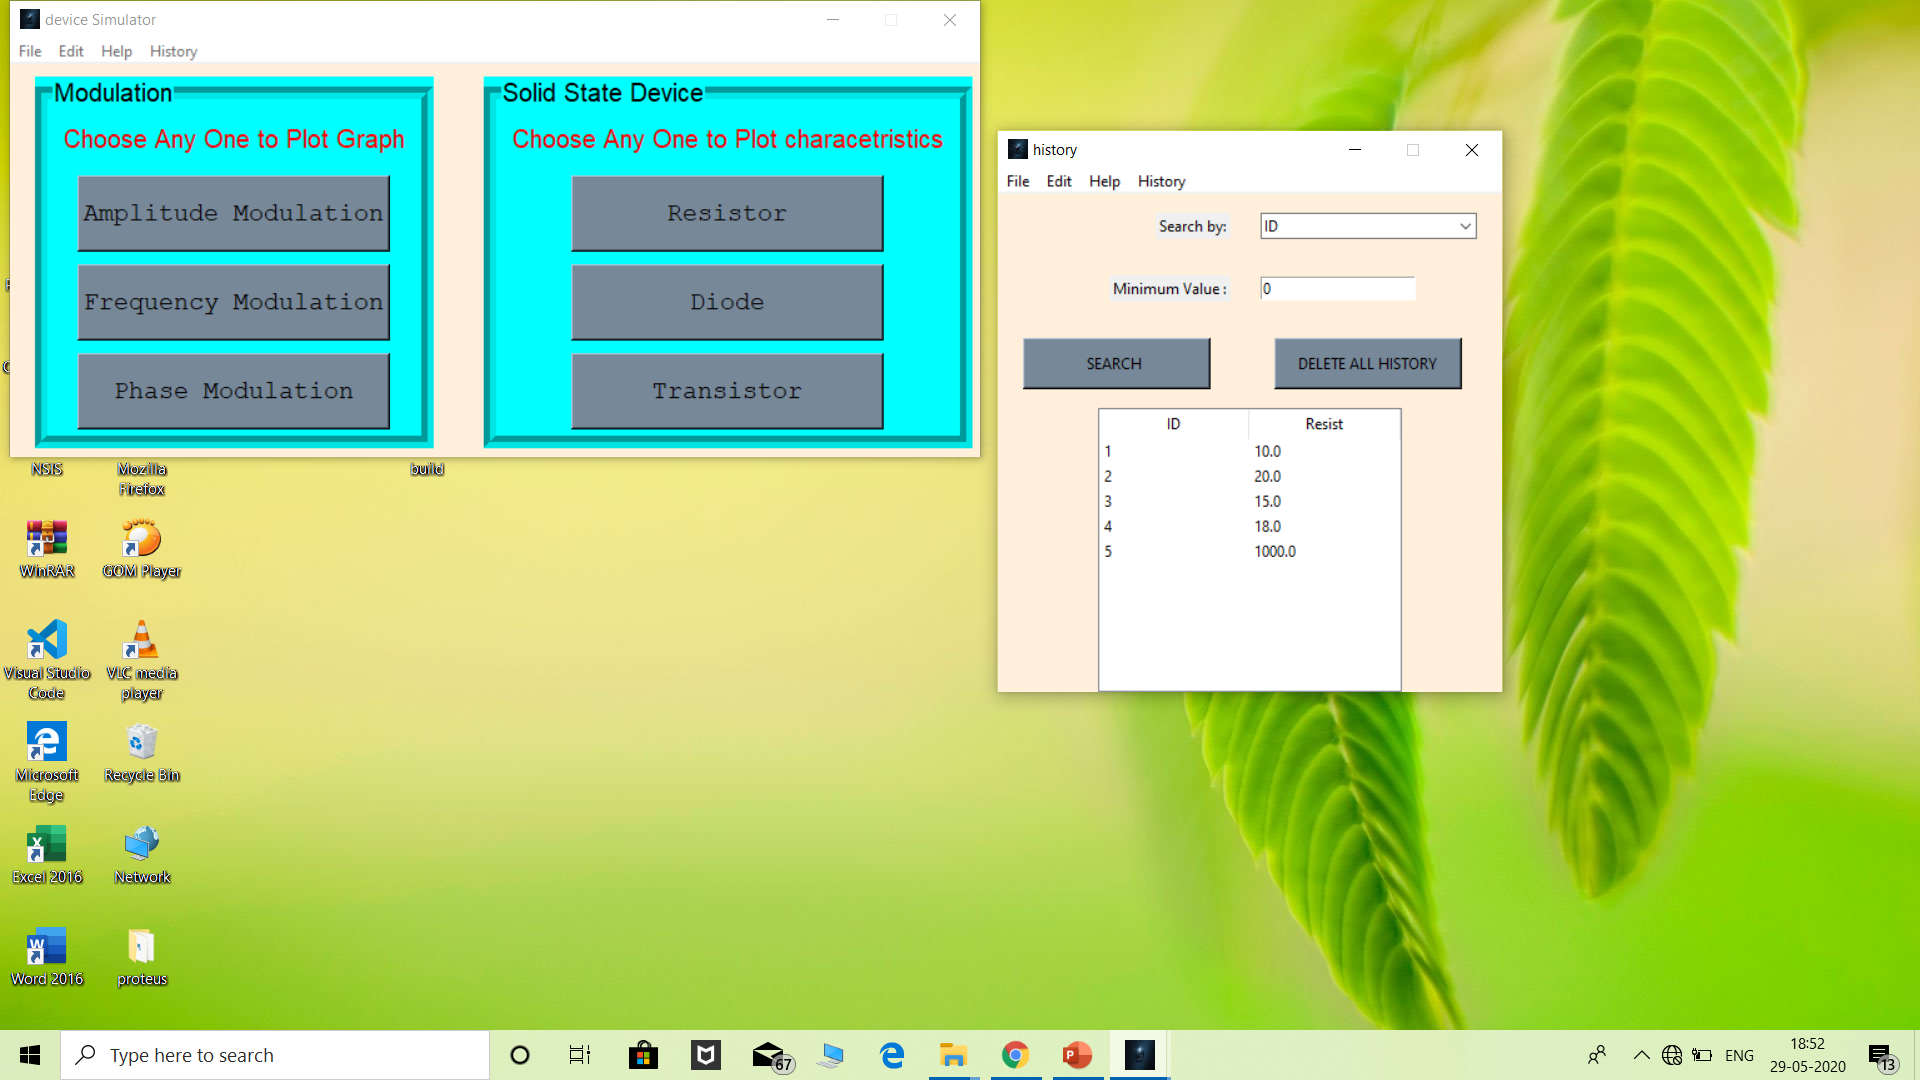 device Simulator
File Edit Help History
Modulation
Choose Any One to Plot Graph
Amplitude Modulation
Frequency Modulation
Phase Modulation
Solid State Device
Choose Any One to Plot characetristics
Resistor
Diode
Transistor
history
File Edit Help History
Search by: ID
Minimum Value : 0
SEARCH DELETE ALL HISTORY
ID Resist
1 10.0
2 20.0
3 15.0
4 18.0
5 1000.0
NSIS
Mozilla
Firefox
build
WinRAR
GOM Player
Visual Studio
Code
VLC media
player
Microsoft
Edge
Recycle Bin
Excel 2016
Network
Word 2016
proteus
Type here to search
67
ENG
18:52
29-05-2020
13